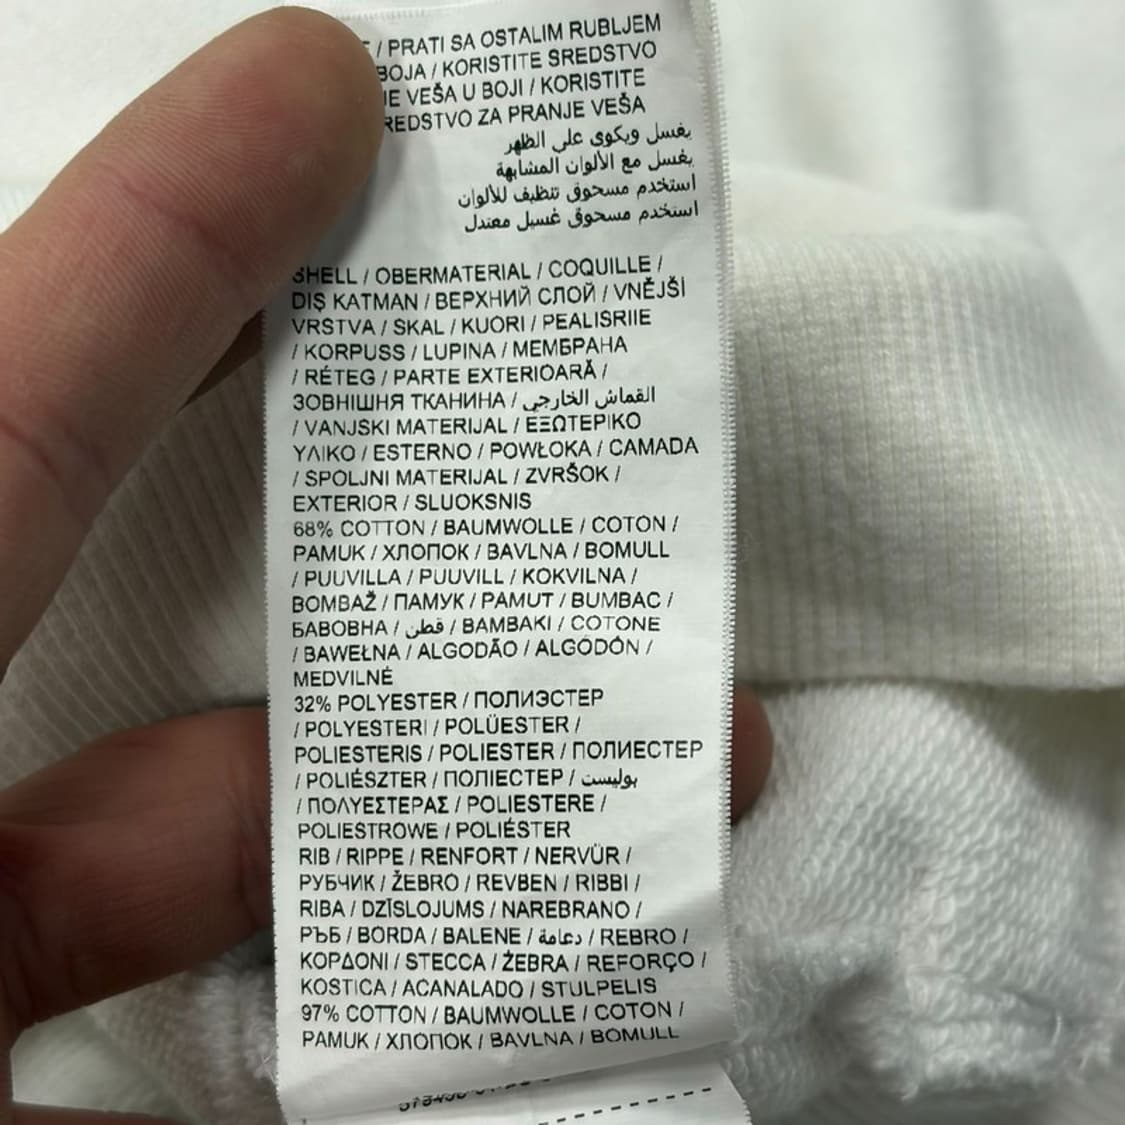 / PRATI SA OSTALIM RUBLJEM
BOJA / KORISTITE SREDSTVO
JE VEŠA U BOJI / KORISTITE
REDSTVO ZA PRANJE VEŠA
يغسل ويكوى على الظهر
يغسل مع الألوان المشابهة
استخدم مسحوق تنظيف للألوان
استخدم مسحوق غسيل معتدل
SHELL / OBERMATERIAL / COQUILLE /
DIŞ KATMAN / ВЕРХНИЙ СЛОЙ / VNĚJŠÍ
VRSTVA / SKAL / KUORI / PEALISRIIE
/ KORPUSS / LUPINA / МЕМБРАНА
/ RÉTEG / PARTE EXTERIOARĂ /
ЗОВНІШНЯ ТКАНИНА / القماش الخارجي
/ VANJSKI MATERIJAL / ΕΞΩΤΕΡΙΚΟ
ΥΛΙΚΟ / ESTERNO / POWŁOKA / CAMADA
/ SPOLJNI MATERIJAL / ZVRŠOK /
EXTERIOR / SLUOKSNIS
68% COTTON / BAUMWOLLE / COTON /
PAMUK / ХЛОПОК / BAVLNA / BOMULL
/ PUUVILLA / PUUVILL / KOKVILNA /
BOMBAŽ / ПАМУК / PAMUT / BUMBAC /
БАВОВНА / قطن / BAMBAKI / COTONE
/ BAWEŁNA / ALGODÃO / ALGODÓN /
MEDVILNĖ
32% POLYESTER / ПОЛИЭСТЕР
/ POLYESTERI / POLÜESTER /
POLIESTERIS / POLIESTER / ПОЛИЕСТЕР
/ POLIÉSZTER / ПОЛІЕСТЕР / بوليست
/ ΠΟΛΥΕΣΤΕΡΑΣ / POLIESTERE /
POLIESTROWE / POLIÉSTER
RIB / RIPPE / RENFORT / NERVÜR /
РУБЧИК / ŽEBRO / REVBEN / RIBBI /
RIBA / DZĪSLOJUMS / NAREBRANO /
РЪБ / BORDA / BALENE / دعامة / REBRO /
ΚΟΡΔΟΝΙ / STECCA / ŻEBRA / REFORÇO /
KOSTICA / ACANALADO / STULPELIS
97% COTTON / BAUMWOLLE / COTON /
PAMUK / ХЛОПОК / BAVLNA / BOMULL